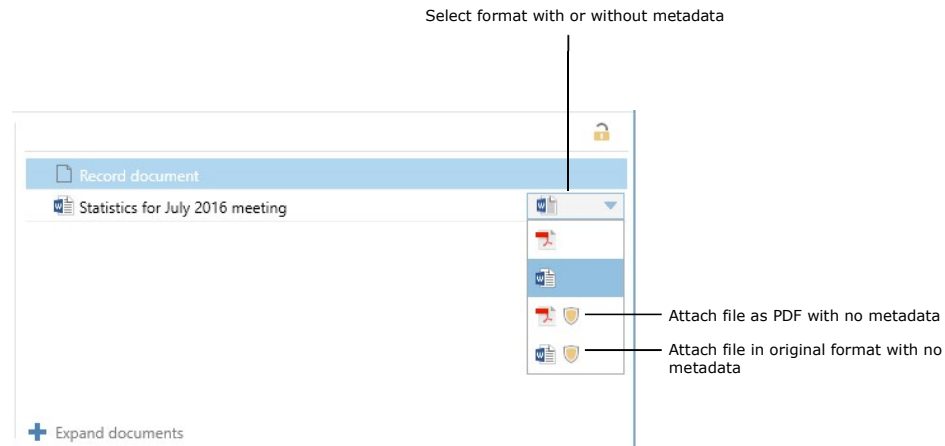 Select format with or without metadata
Record document
Statistics for July 2016 meeting
Attach file as PDF with no metadata
Attach file in original format with no
metadata
Expand documents